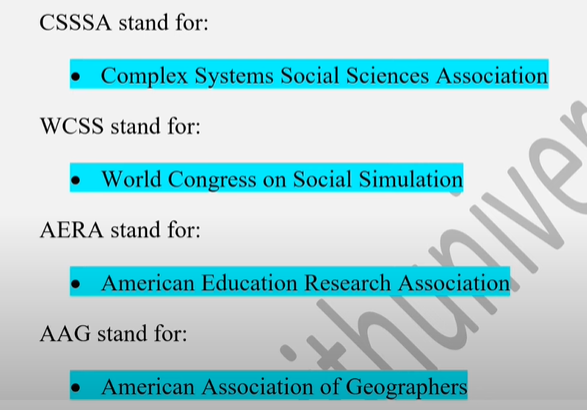 CSSSA stand for:
• Complex Systems Social Sciences Association
WCSS stand for:
• World Congress on Social Simulation
AERA stand for:
• American Education Research Association
AAG stand for:
• American Association of Geographers